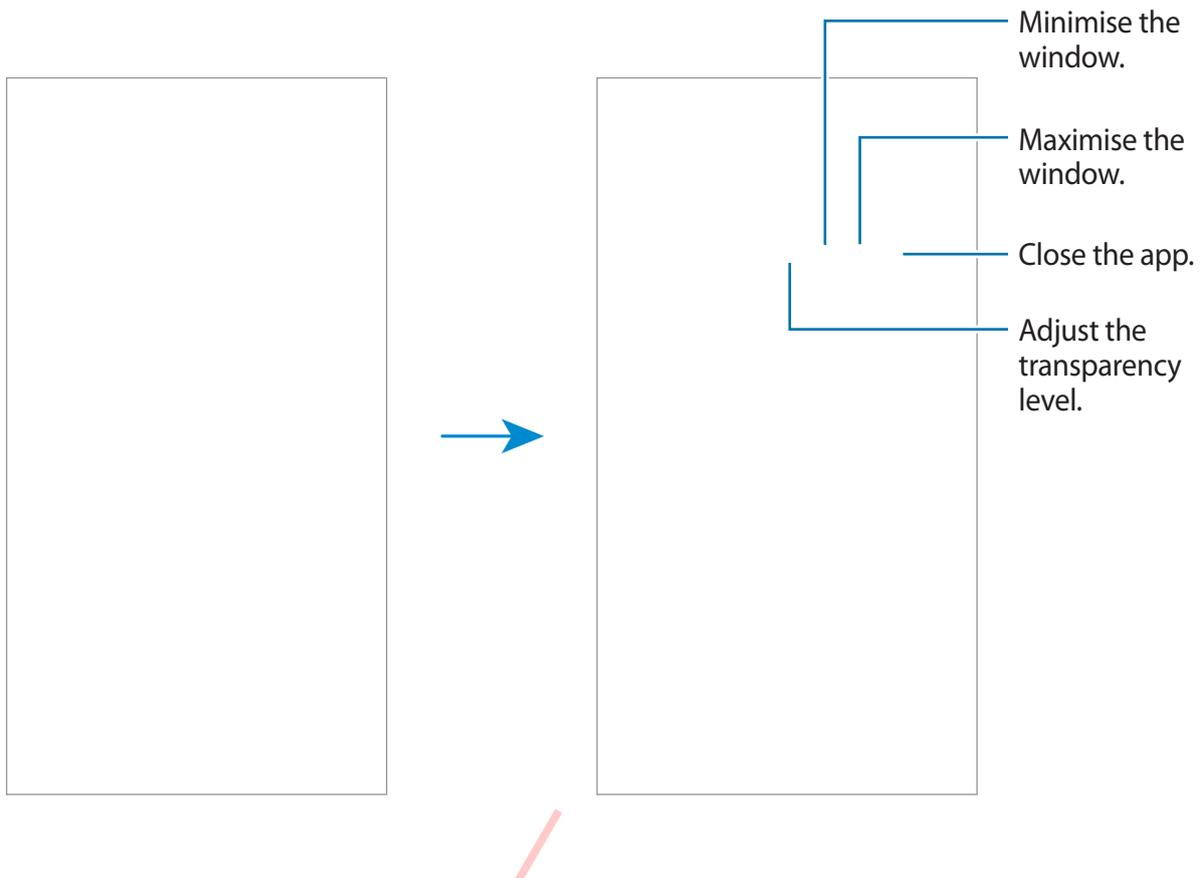 Minimise the
window.
Maximise the
window.
Close the app.
Adjust the
transparency
level.